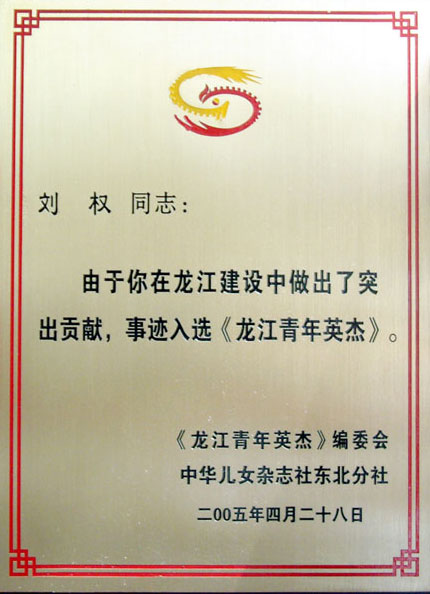 刘 权 同志：
由于你在龙江建设中做出了突
出贡献，事迹入选《龙江青年英杰》。
《龙江青年英杰》编委会
中华儿女杂志社东北分社
二00五年四月二十八日